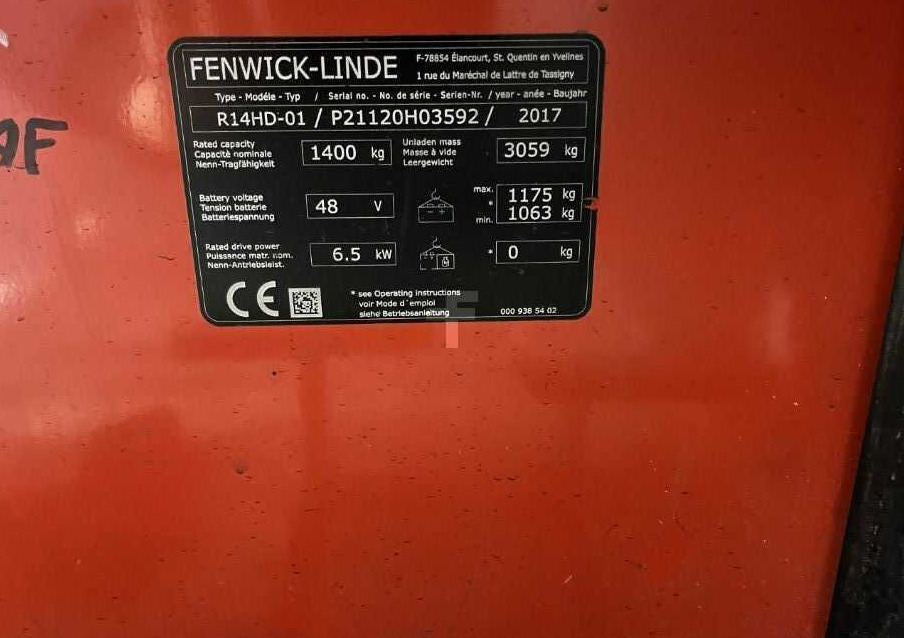 AF
FENWICK-LINDE
F-78854 Élancourt, St. Quentin en Yvelines
1 rue du Maréchal de Lattre de Tassigny
Type - Modéle - Typ / Serial no. - No. de série - Serien-Nr. / year - anée - Baujahr
R14HD-01 / P21120H03592 / 2017
Rated capacity
Capacité nominale
Nenn-Tragfähigkeit
1400 kg
Unladen mass
Masse à vide
Leergewicht
3059 kg
Battery voltage
Tension batterie
Batteriespannung
48 V
max. 1175 kg
*
min. 1063 kg
Rated drive power
Puissance matr. nom.
Nenn-Antriebsleist.
6.5 kW
* 0 kg
CE
* see Operating instructions
voir Mode d'emploi
siehe Betriebsanleitung
000 938 54 02
F